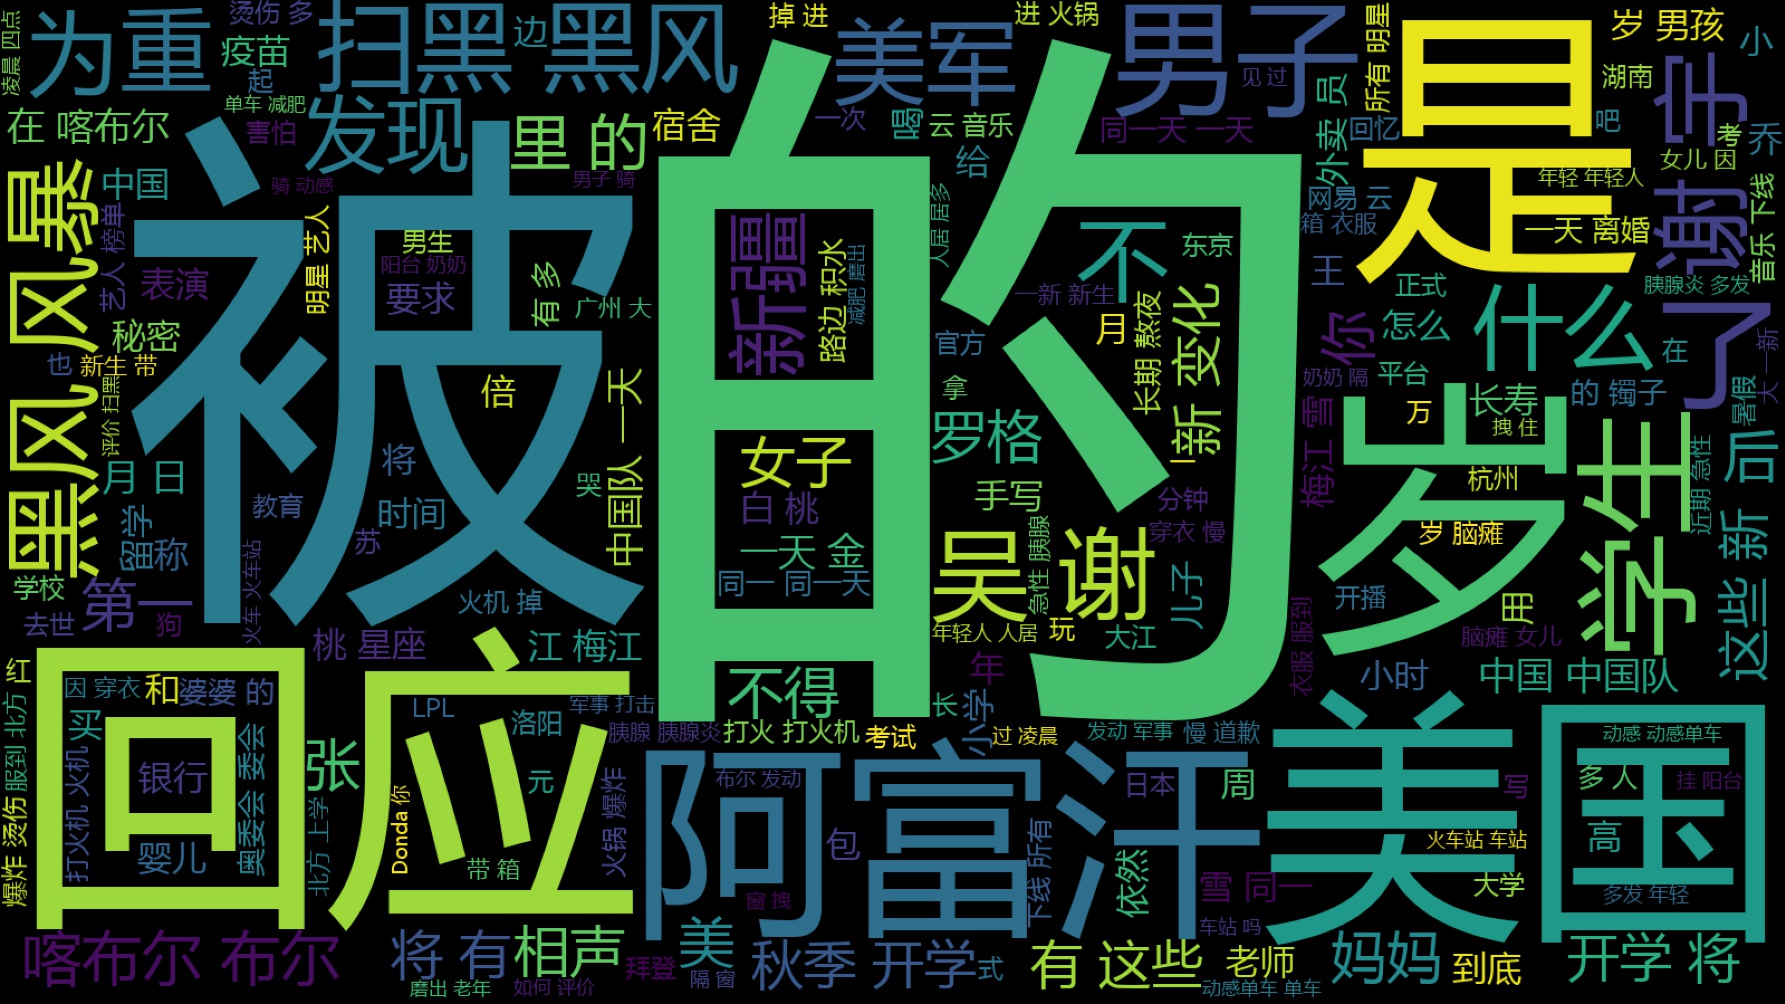 凌晨 四点
为重
烫伤 多
疫苗
起
单车 减肥
害怕
扫黑 黑风
边
掉 进
美军
进 火锅
男子
见 过
所有 明星
是
岁 男孩
小
湖南
宇
考
乔
在 喀布尔
发现
里 的
宿舍
一次
喝
云 音乐
同一天 一天
给
外卖 员
回忆
吧
女儿 因
中国
骑 动感
男子 骑
网易 云
箱 衣服
年轻 年轻人
一天 离婚
谢
音乐 下线
黑风 风暴
艺人 榜单
表演
秘密
也
新生 带
评价 扫黑
被
明星 艺人
男生
阳台 奶奶
要求
有 多
广州 大
的
新疆
路边 积水
减肥 磨出
人居 居多
不
东京
王
正式
胰腺炎 多发
一新 新生
官方
月
长期 熬夜
新 变化
你
怎么
什么
了
在
大 一新
奶奶 隔
平台
拿
倍
女子
罗格
一
万
长寿
拽 住
的 镯子
暑假
月 日
留学
称
教育
将
时间
苏
哭
中国队 一天
白 桃
手写
分钟
穿衣 慢
梅江 雪
岁
杭州
岁 脑瘫
学生
近期 急性
后
这些 新
一天 金
同一 同一天
吴
谢
急性 胰腺
儿子
开播
用
脑瘫 女儿
学校
去世
第一
狗
火车 火车站
火机 掉
年轻人 人居
玩
大江
桃 星座
江 梅江
年
衣服 服到
小时
中国 中国队
红
因 穿衣
和
婆婆 的
回应
LPL
洛阳
军事 打击
不得
长
小学
服到 北方
买
打火机 火机
银行
奥委会 委会
婴儿
张
北方 上学
Donda 你
带 箱
元
火锅 爆炸
胰腺 胰腺炎
打火 打火机
考试
过 凌晨
发动 军事
慢 道歉
爆炸 烫伤
阿富汗
布尔 发动
包
窗 拽
下线 所有
日本
周
依然
雪 同一
车站 吗
美国
写
动感 动感单车
多 人
挂 阳台
高
火车站 车站
大学
多发 年轻
喀布尔 布尔
将 有
相声
磨出 老年
如何 评价
拜登
美
隔 窗
秋季 开学
式
有 这些
老师
动感单车 单车
妈妈
到底
开学 将